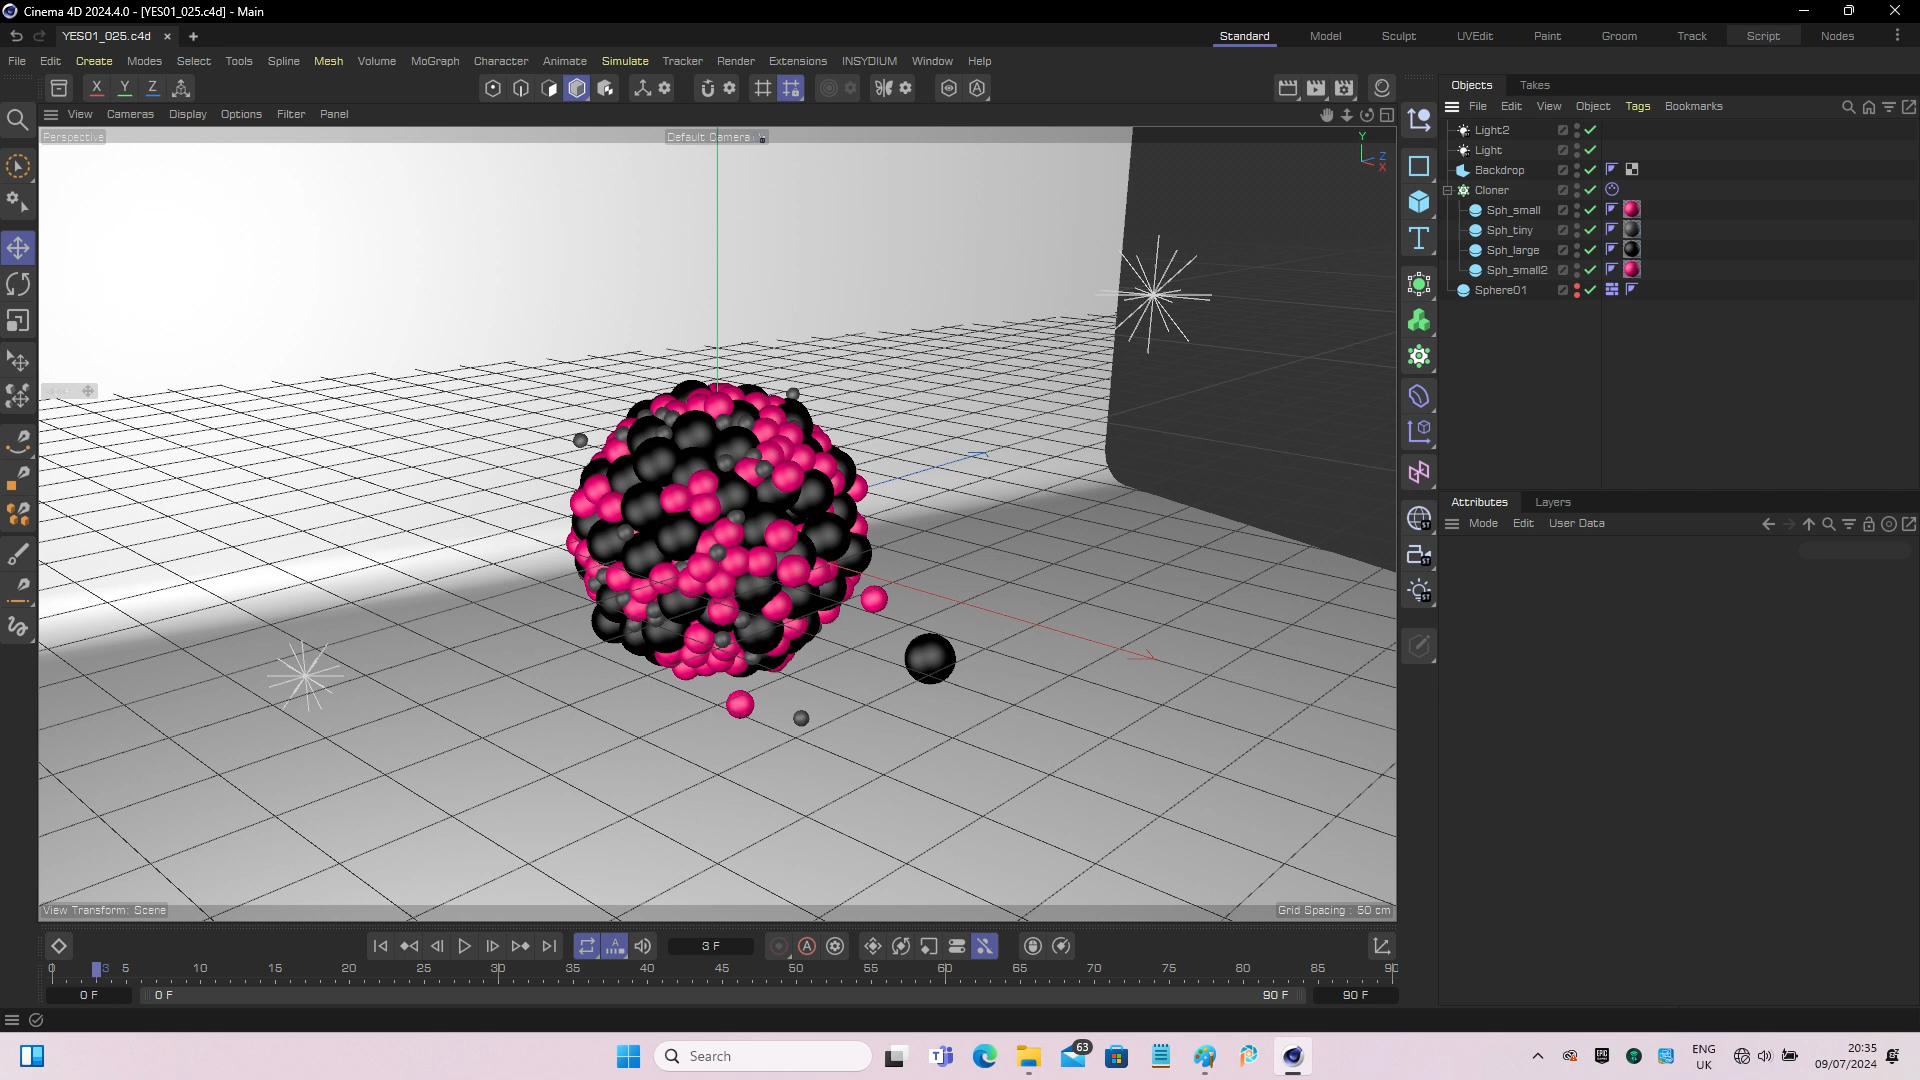 Cinema 4D 2024.4.0 - [YES01_025.c4d] - Main
YES01_025.c4d
Standard Model Sculpt UVEdit Paint Groom Track Script Nodes
File Edit Create Modes Select Tools Spline Mesh Volume MoGraph Character Animate Simulate Tracker Render Extensions INSYDIUM Window Help
X Y Z
Objects Takes
View Cameras Display Options Filter Panel
File Edit View Object Tags Bookmarks
Perspective
Default Camera
Y
Z
X
Light2
Light
Backdrop
Cloner
Sph_small
Sph_tiny
Sph_large
Sph_small2
Sphere01
Attributes Layers
Mode Edit User Data
View Transform: Scene
Grid Spacing : 50 cm
3 F
0 3 5 10 15 20 25 30 35 40 45 50 55 60 65 70 75 80 85 90
0 F
0 F
90 F
90 F
Search
63
ENG
UK
20:35
09/07/2024